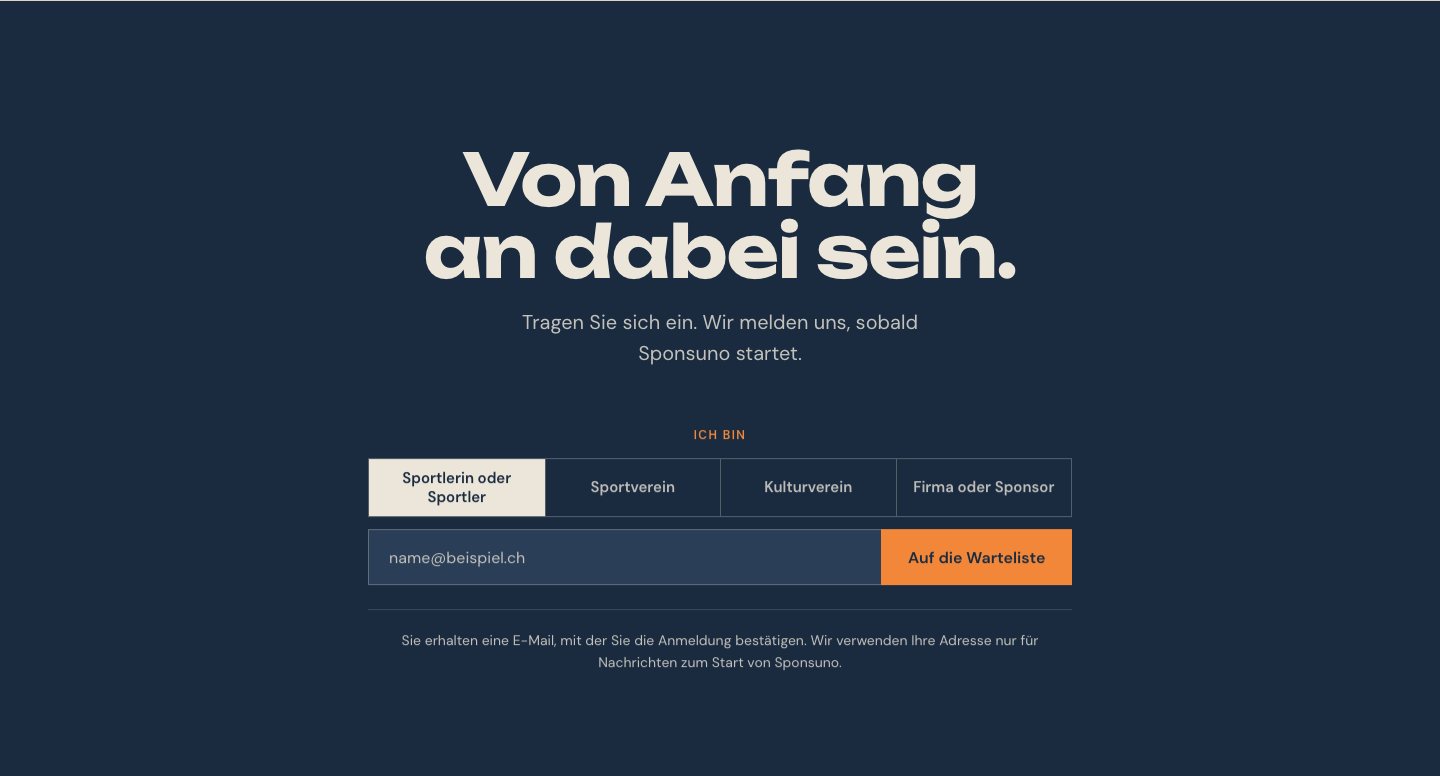 Von Anfang
an dabei sein.
Tragen Sie sich ein. Wir melden uns, sobald
Sponsuno startet.
ICH BIN
Sportlerin oder
Sportler
Sportverein
Kulturverein
Firma oder Sponsor
name@beispiel.ch
Auf die Warteliste
Sie erhalten eine E-Mail, mit der Sie die Anmeldung bestätigen. Wir verwenden Ihre Adresse nur für
Nachrichten zum Start von Sponsuno.